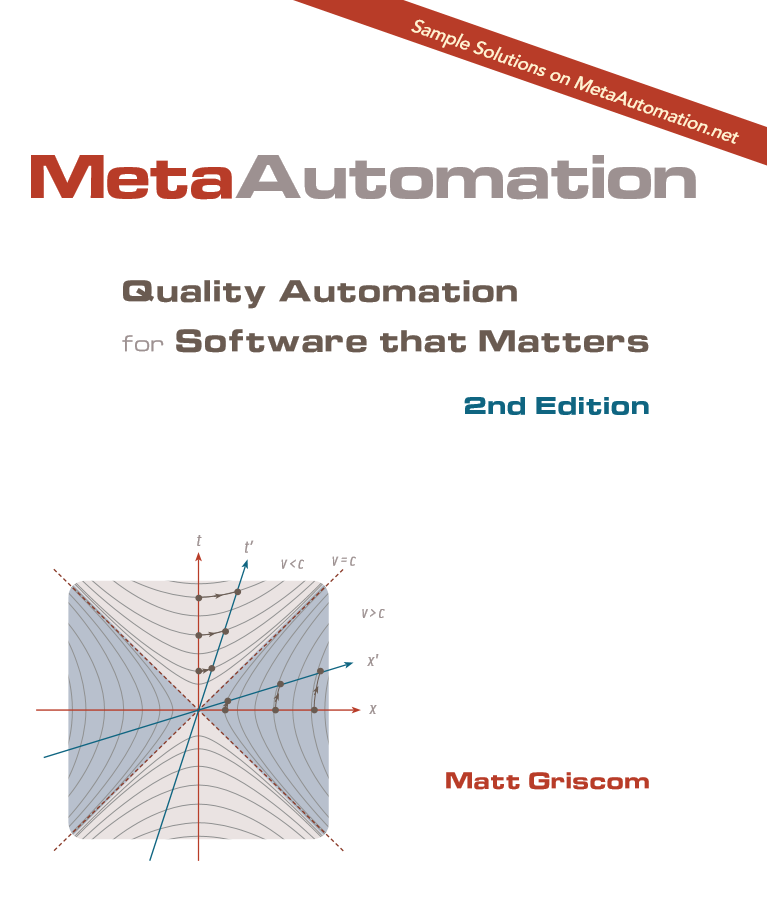 Sample Solutions on MetaAutomation.net
MetaAutomation
Quality Automation
for Software that Matters
2nd Edition
t
t'
v<c
v=c
v>c
x'
x
Matt Griscom